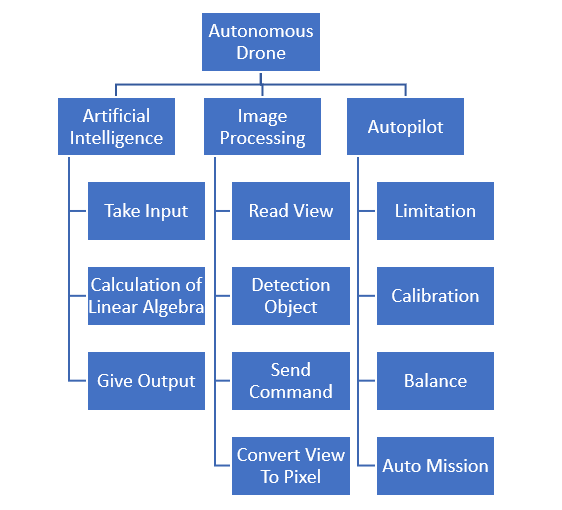 Autonomous
Drone
Artificial
Intelligence
Image
Processing
Autopilot
Take Input
Read View
Limitation
Calculation of
Linear Algebra
Detection
Object
Calibration
Give Output
Send
Command
Balance
Convert View
To Pixel
Auto Mission